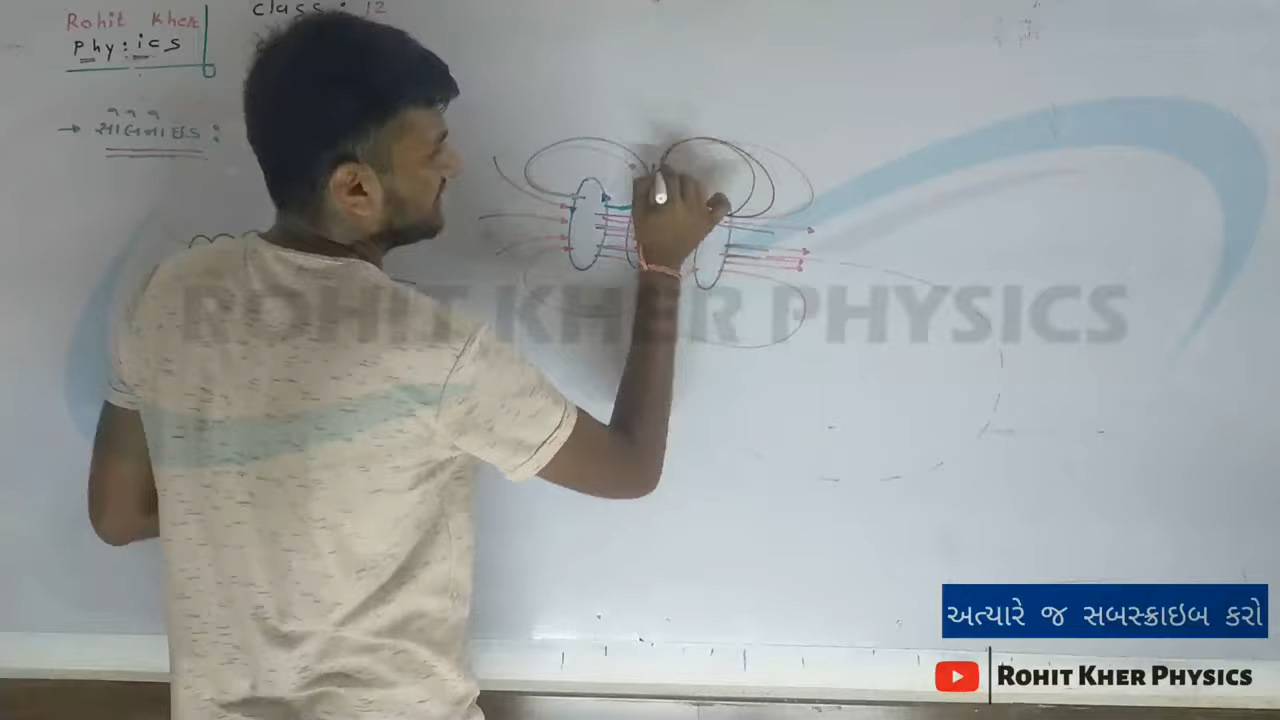 Rohit Kher
Physics
class : 12
→ સોલેનોઇડ :
ROHIT KHER PHYSICS
અત્યારે જ સબસ્ક્રાઇબ કરો
ROHIT KHER PHYSICS